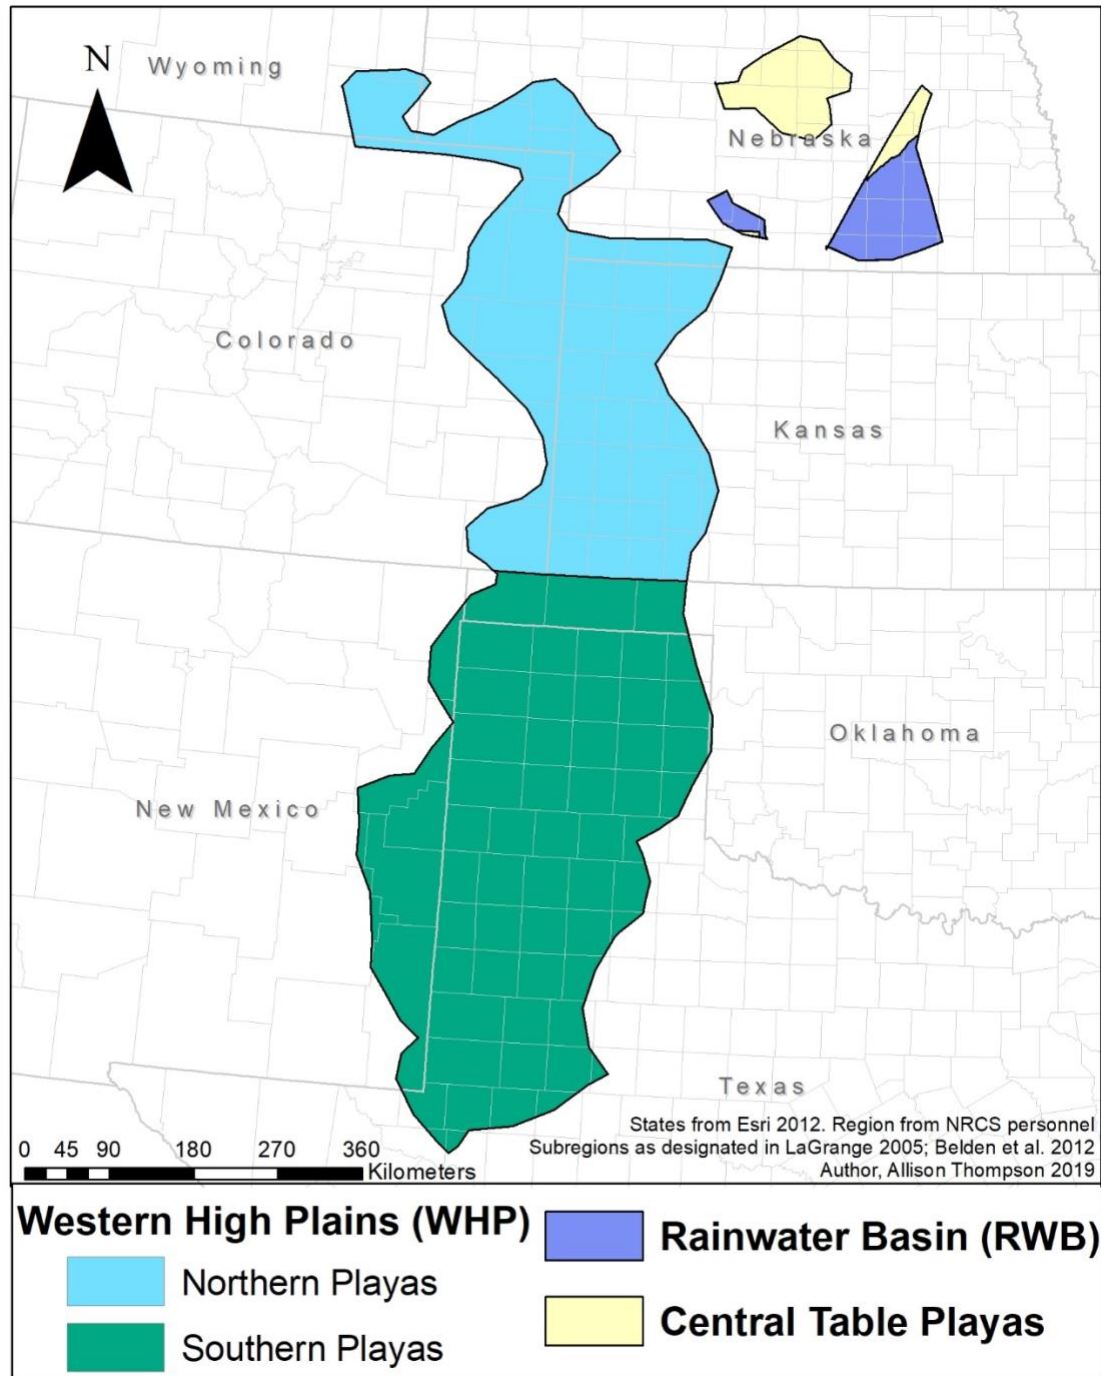 N
Wyoming
Nebraska
Colorado
Kansas
Oklahoma
New Mexico
Texas
States from Esri 2012. Region from NRCS personnel
Subregions as designated in LaGrange 2005; Belden et al. 2012
Author, Allison Thompson 2019
0 45 90 180 270 360
Kilometers
Western High Plains (WHP)
Northern Playas
Southern Playas
Rainwater Basin (RWB)
Central Table Playas